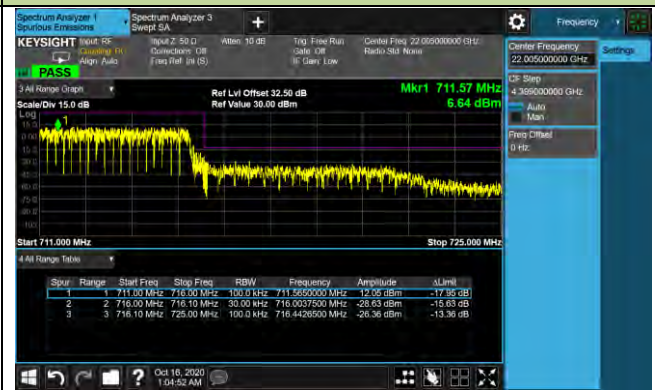 Spectrum Analyzer 1
Spurious Emissions
Spectrum Analyzer 3
Swept SA
+
Frequency
KEYSIGHT
Input: RF
Coupling: DC
Align: Auto
Input Z: 50 Ω
Corrections: Off
Freq Ref: Int (S)
Atten: 10 dB
Trig: Free Run
Gate: Off
IF Gain: Low
Center Freq: 22.005000000 GHz
Radio Std: None
PASS
Center Frequency
22.005000000 GHz
Settings
CF Step
4.399000000 GHz
Auto
Man
Freq Offset
0 Hz
3 All Range Graph
Ref Lvl Offset 32.50 dB
Mkr1 711.57 MHz
Scale/Div 15.0 dB
Ref Value 30.00 dBm
6.64 dBm
Log
15.0
0.00
1
Start 711.000 MHz
Stop 725.000 MHz
4 All Range Table
Spur Range Start Freq Stop Freq RBW Frequency Amplitude ΔLimit
1 1 711.00 MHz 716.00 MHz 100.0 kHz 711.5650000 MHz 12.05 dBm -17.95 dB
2 2 716.00 MHz 716.10 MHz 30.00 kHz 716.0037500 MHz -28.63 dBm -15.63 dB
3 3 716.10 MHz 725.00 MHz 100.0 kHz 716.4426500 MHz -26.36 dBm -13.36 dB
?
Oct 16, 2020
1:04:52 AM